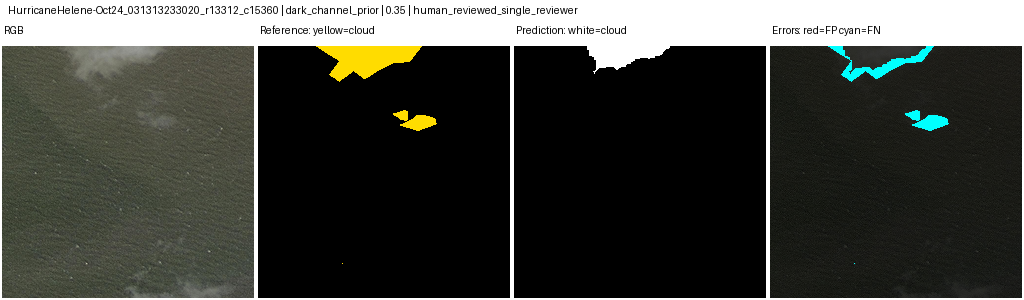 HurricaneHelene-Oct24_031313233020_r13312_c15360 | dark_channel_prior | 0.35 | human_reviewed_single_reviewer
RGB
Reference: yellow=cloud
Prediction: white=cloud
Errors: red=FP cyan=FN